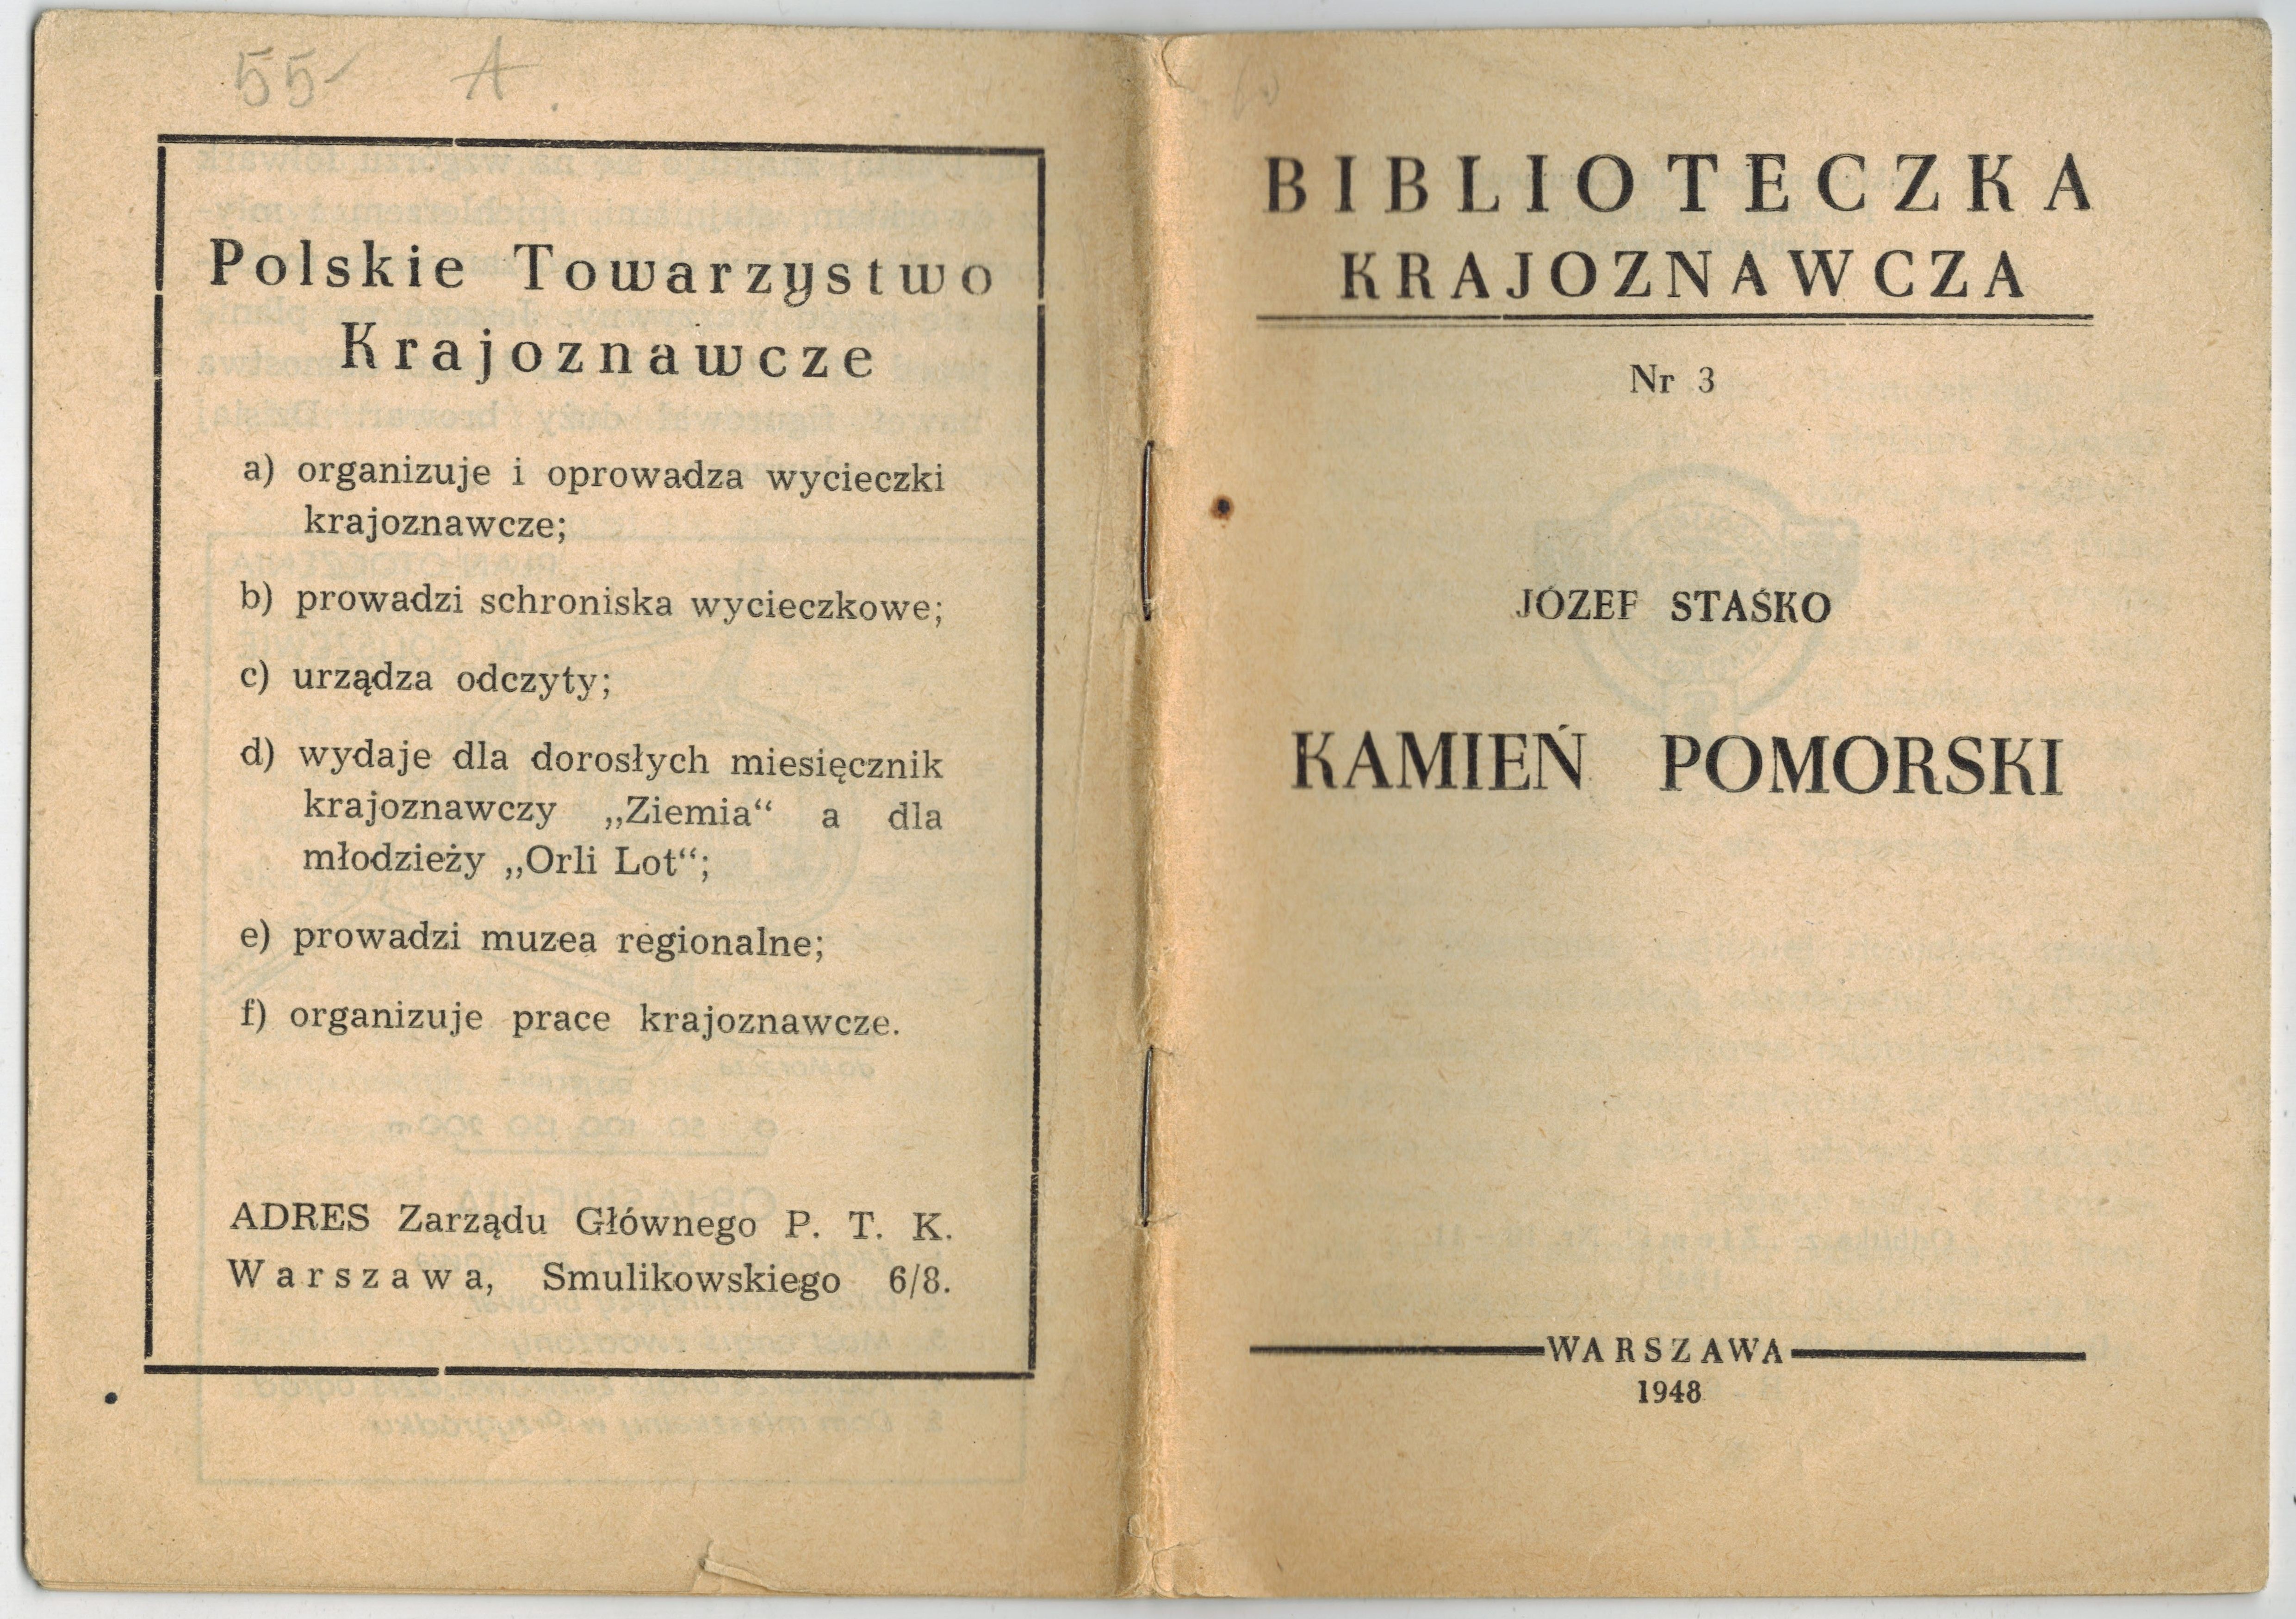 55- A.
Polskie Towarzystwo
Krajoznawcze
a) organizuje i oprowadza wycieczki
krajoznawcze;
b) prowadzi schroniska wycieczkowe;
c) urządza odczyty;
d) wydaje dla dorosłych miesięcznik
krajoznawczy „Ziemia“ a dla
młodzieży „Orli Lot“;
e) prowadzi muzea regionalne;
f) organizuje prace krajoznawcze.
ADRES Zarządu Głównego P. T. K.
Warszawa, Smulikowskiego 6/8.
BIBLIOTECZKA
KRAJOZNAWCZA
Nr 3
JÓZEF STAŚKO
KAMIEŃ POMORSKI
WARSZAWA
1948